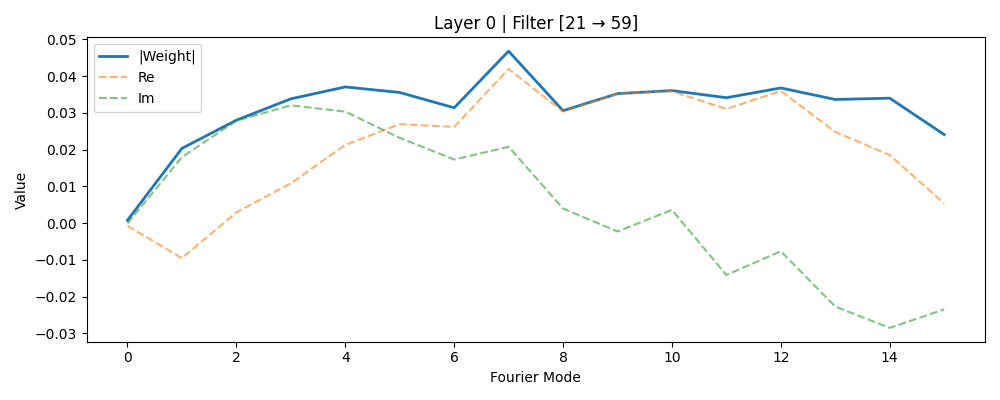 Layer 0 | Filter [21 → 59]
0.05
0.04
0.03
0.02
0.01
0.00
−0.01
−0.02
−0.03
Value
|Weight|
Re
Im
0 2 4 6 8 10 12 14
Fourier Mode